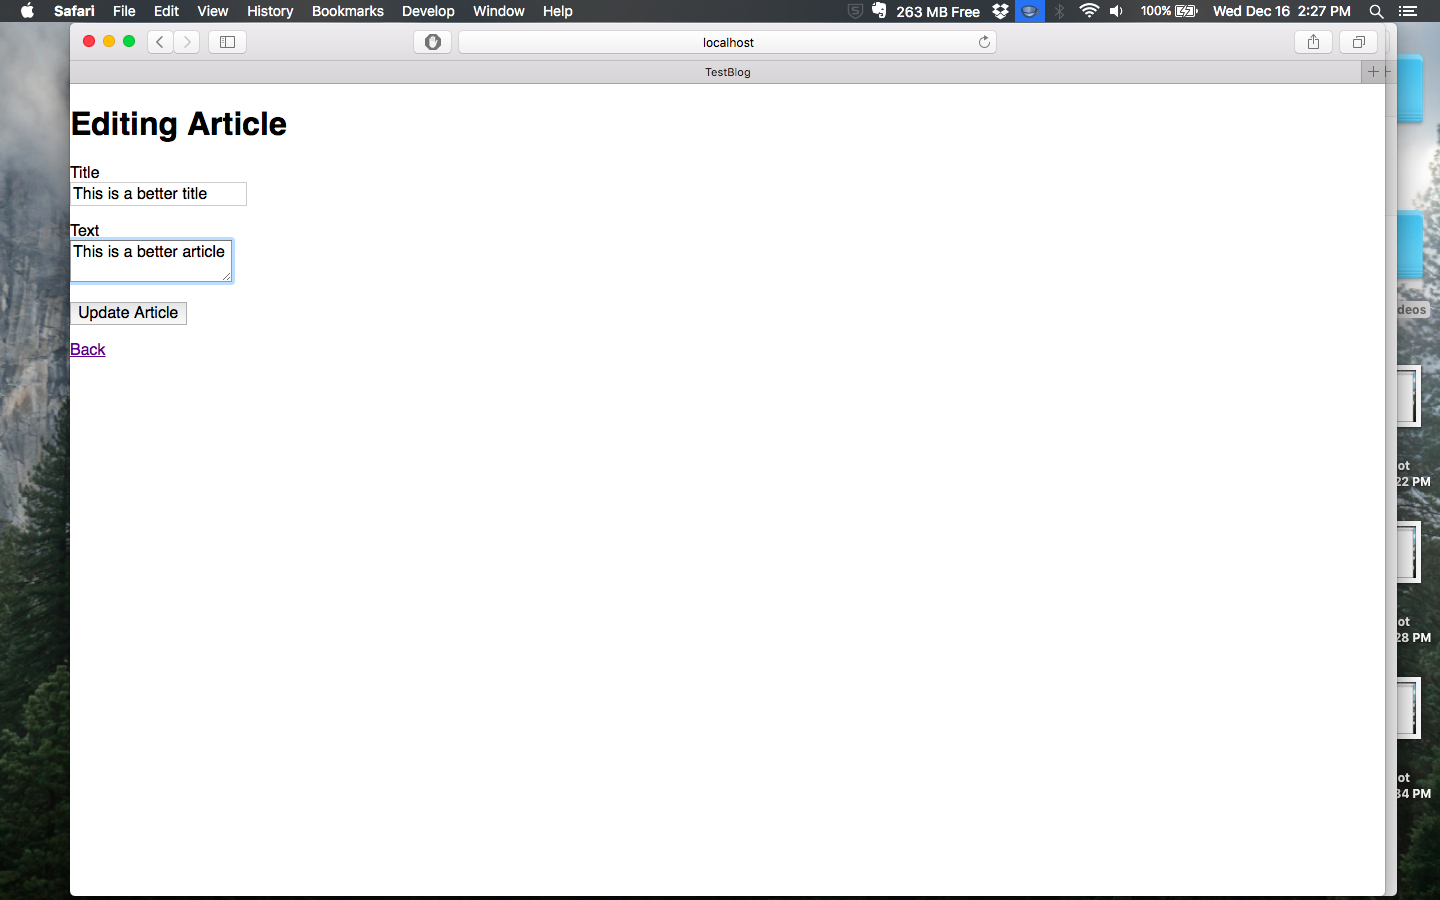 Safari File Edit View History Bookmarks Develop Window Help 263 MB Free 100% Wed Dec 16 2:27 PM
localhost
TestBlog
Editing Article
Title
This is a better title
Text
This is a better article
Update Article
Back
deos
ot
22 PM
ot
28 PM
ot
34 PM